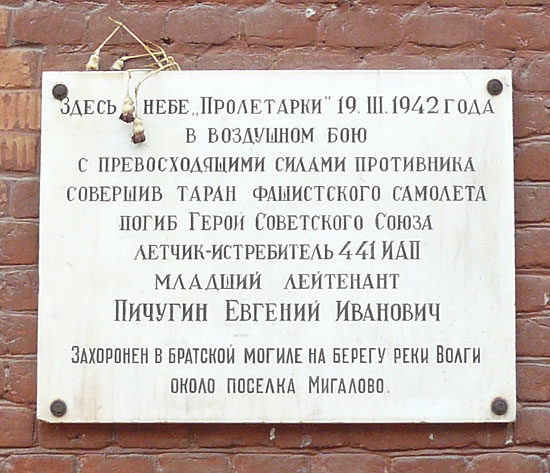 Здесь в небе „Пролетарки" 19. III. 1942 года
в воздушном бою
с превосходящими силами противника
совершив таран фашистского самолета
погиб Герой Советского Союза
летчик-истребитель 441 ИАП
младший лейтенант
Пичугин Евгений Иванович
Захоронен в братской могиле на берегу реки Волги
около поселка Мигалово.